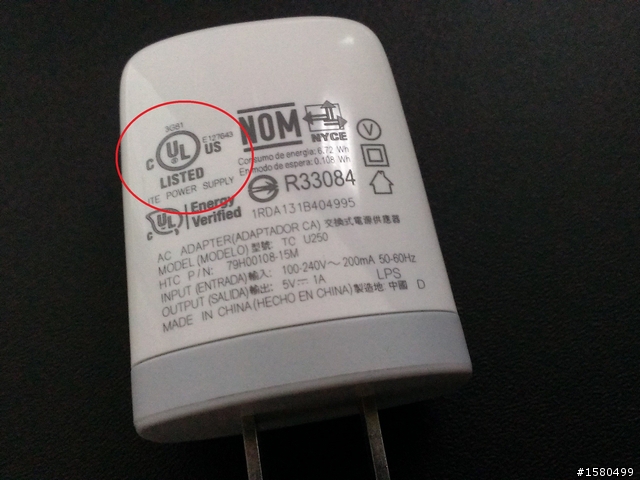 3G81
E127643
C UL US
LISTED
ITE POWER SUPPLY
NOM
NYCE
V
Consumo de energía: 6.72 Wh
En modo de espera: 0.108 Wh
R33084
C UL
Energy
Verified
1RDA131B404995
AC ADAPTER(ADAPTADOR CA) 交換式電源供應器
MODEL (MODELO) 型號: TC U250
HTC P/N: 79H00108-15M
INPUT (ENTRADA) 輸入: 100-240V～ 200mA 50-60Hz
OUTPUT (SALIDA) 輸出: 5V⎓ 1A LPS
MADE IN CHINA(HECHO EN CHINA) 製造地: 中國 D
#1580499